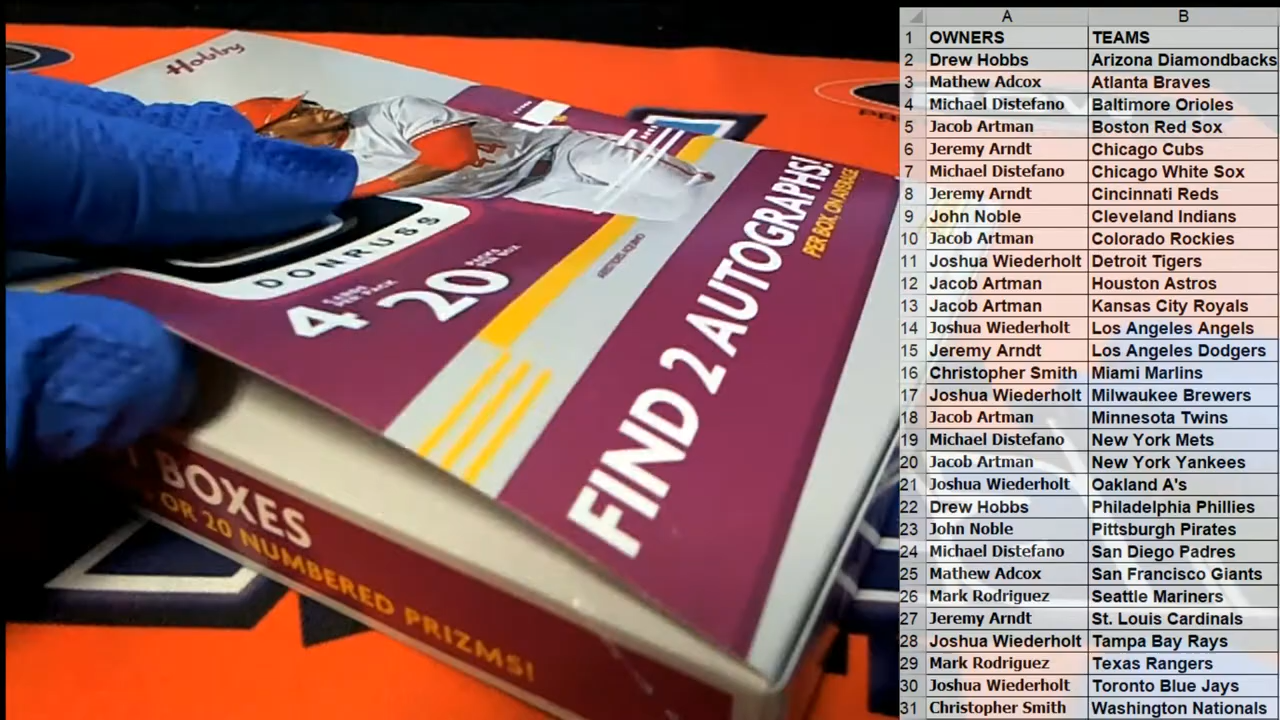 Hobby
44
DONRUSS
4 CARDS PER PACK
20 PACKS PER BOX
FIND 2 AUTOGRAPHS!
PER BOX, ON AVERAGE
BOXES
OR 20 NUMBERED PRIZMS!
A B
1 OWNERS TEAMS
2 Drew Hobbs Arizona Diamondbacks
3 Mathew Adcox Atlanta Braves
4 Michael Distefano Baltimore Orioles
5 Jacob Artman Boston Red Sox
6 Jeremy Arndt Chicago Cubs
7 Michael Distefano Chicago White Sox
8 Jeremy Arndt Cincinnati Reds
9 John Noble Cleveland Indians
10 Jacob Artman Colorado Rockies
11 Joshua Wiederholt Detroit Tigers
12 Jacob Artman Houston Astros
13 Jacob Artman Kansas City Royals
14 Joshua Wiederholt Los Angeles Angels
15 Jeremy Arndt Los Angeles Dodgers
16 Christopher Smith Miami Marlins
17 Joshua Wiederholt Milwaukee Brewers
18 Jacob Artman Minnesota Twins
19 Michael Distefano New York Mets
20 Jacob Artman New York Yankees
21 Joshua Wiederholt Oakland A's
22 Drew Hobbs Philadelphia Phillies
23 John Noble Pittsburgh Pirates
24 Michael Distefano San Diego Padres
25 Mathew Adcox San Francisco Giants
26 Mark Rodriguez Seattle Mariners
27 Jeremy Arndt St. Louis Cardinals
28 Joshua Wiederholt Tampa Bay Rays
29 Mark Rodriguez Texas Rangers
30 Joshua Wiederholt Toronto Blue Jays
31 Christopher Smith Washington Nationals